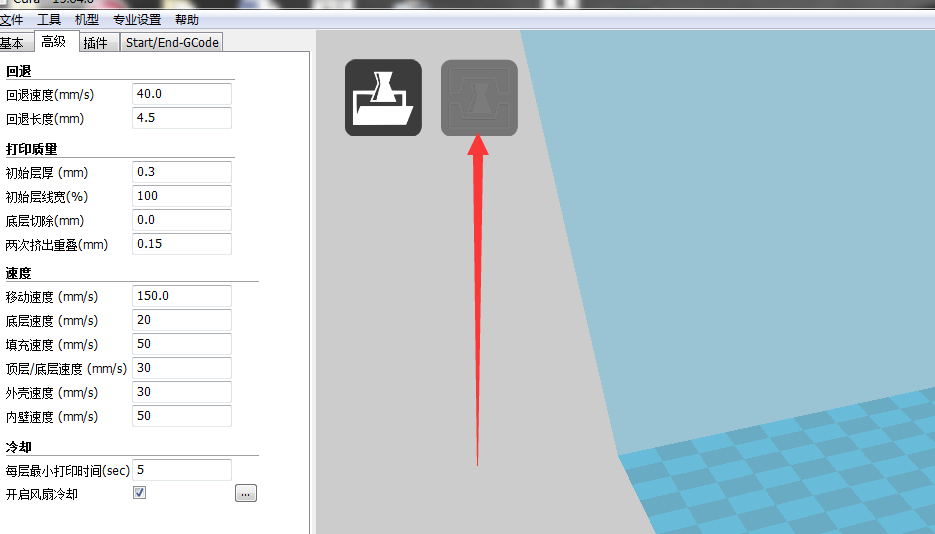 文件 工具 机型 专业设置 帮助
基本 高级 插件 Start/End-GCode
回退
回退速度(mm/s) 40.0
回退长度(mm) 4.5
打印质量
初始层厚 (mm) 0.3
初始层线宽(%) 100
底层切除(mm) 0.0
两次挤出重叠(mm) 0.15
速度
移动速度 (mm/s) 150.0
底层速度 (mm/s) 20
填充速度 (mm/s) 50
顶层/底层速度 (mm/s) 30
外壳速度 (mm/s) 30
内壁速度 (mm/s) 50
冷却
每层最小打印时间(sec) 5
开启风扇冷却 ...